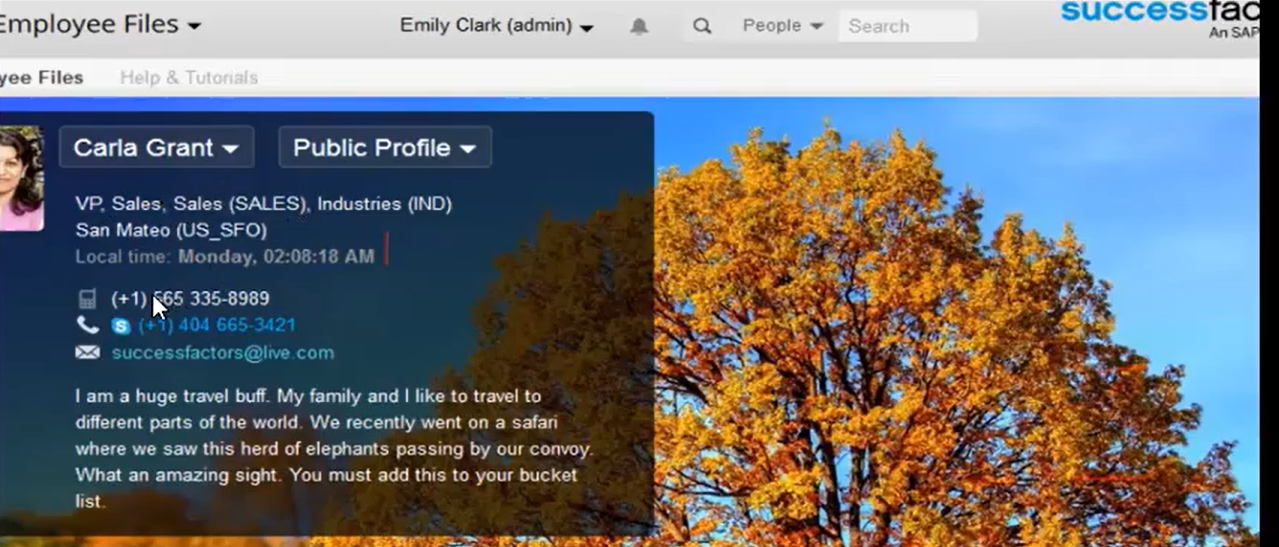 Employee Files
Emily Clark (admin)
People
Search
successfac
An SAP
yee Files
Help & Tutorials
Carla Grant
Public Profile
VP, Sales, Sales (SALES), Industries (IND)
San Mateo (US_SFO)
Local time: Monday, 02:08:18 AM
(+1) 565 335-8989
(+1) 404 665-3421
successfactors@live.com
I am a huge travel buff. My family and I like to travel to
different parts of the world. We recently went on a safari
where we saw this herd of elephants passing by our convoy.
What an amazing sight. You must add this to your bucket
list.